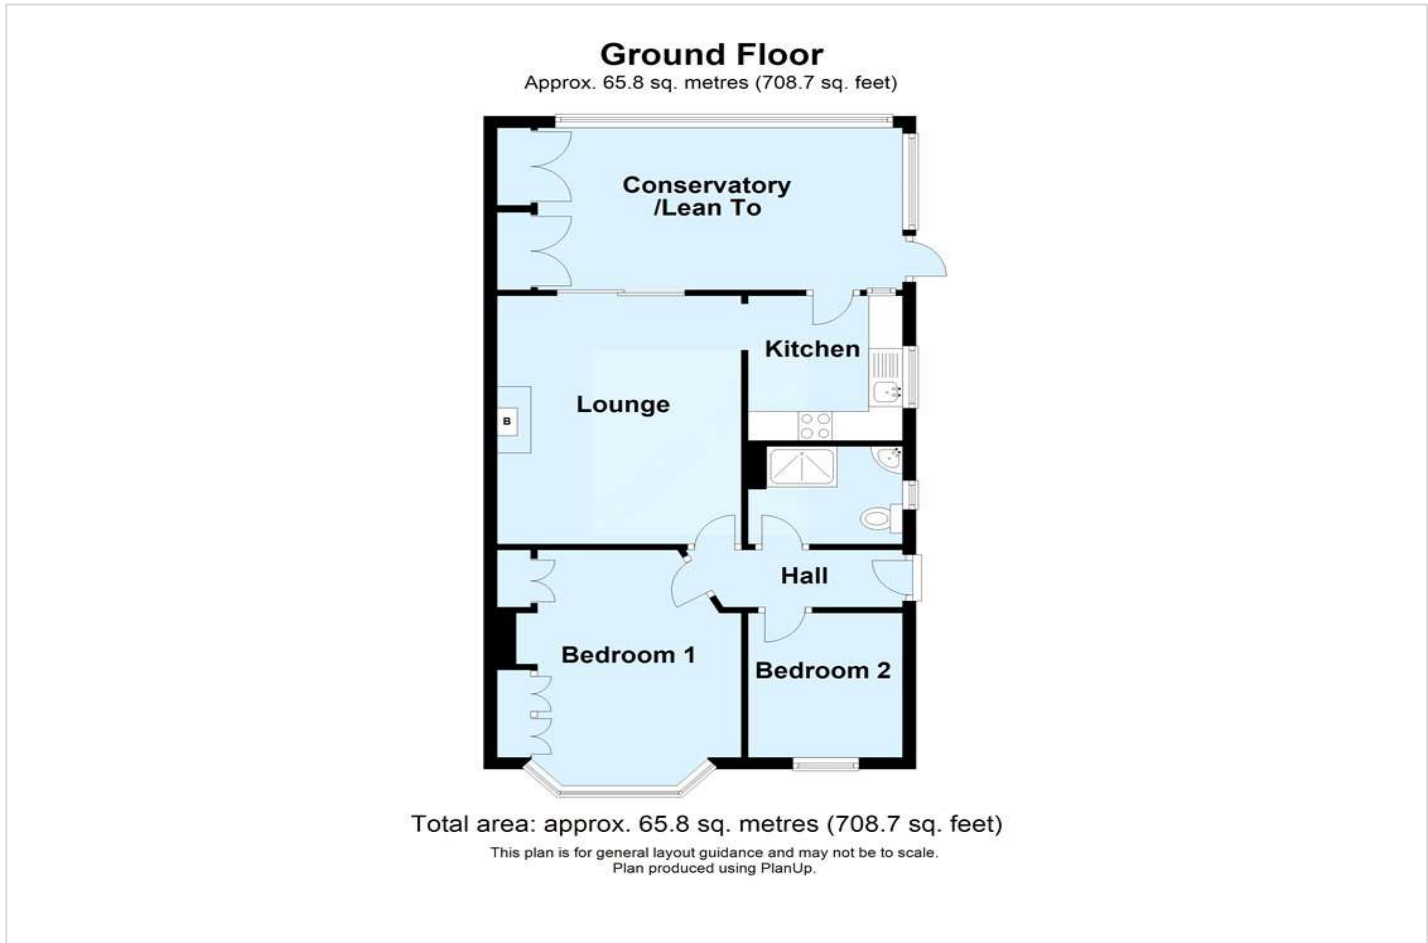 Ground Floor
Approx. 65.8 sq. metres (708.7 sq. feet)
Conservatory
/Lean To
Kitchen
Lounge
B
Hall
Bedroom 1
Bedroom 2
Total area: approx. 65.8 sq. metres (708.7 sq. feet)
This plan is for general layout guidance and may not be to scale.
Plan produced using PlanUp.